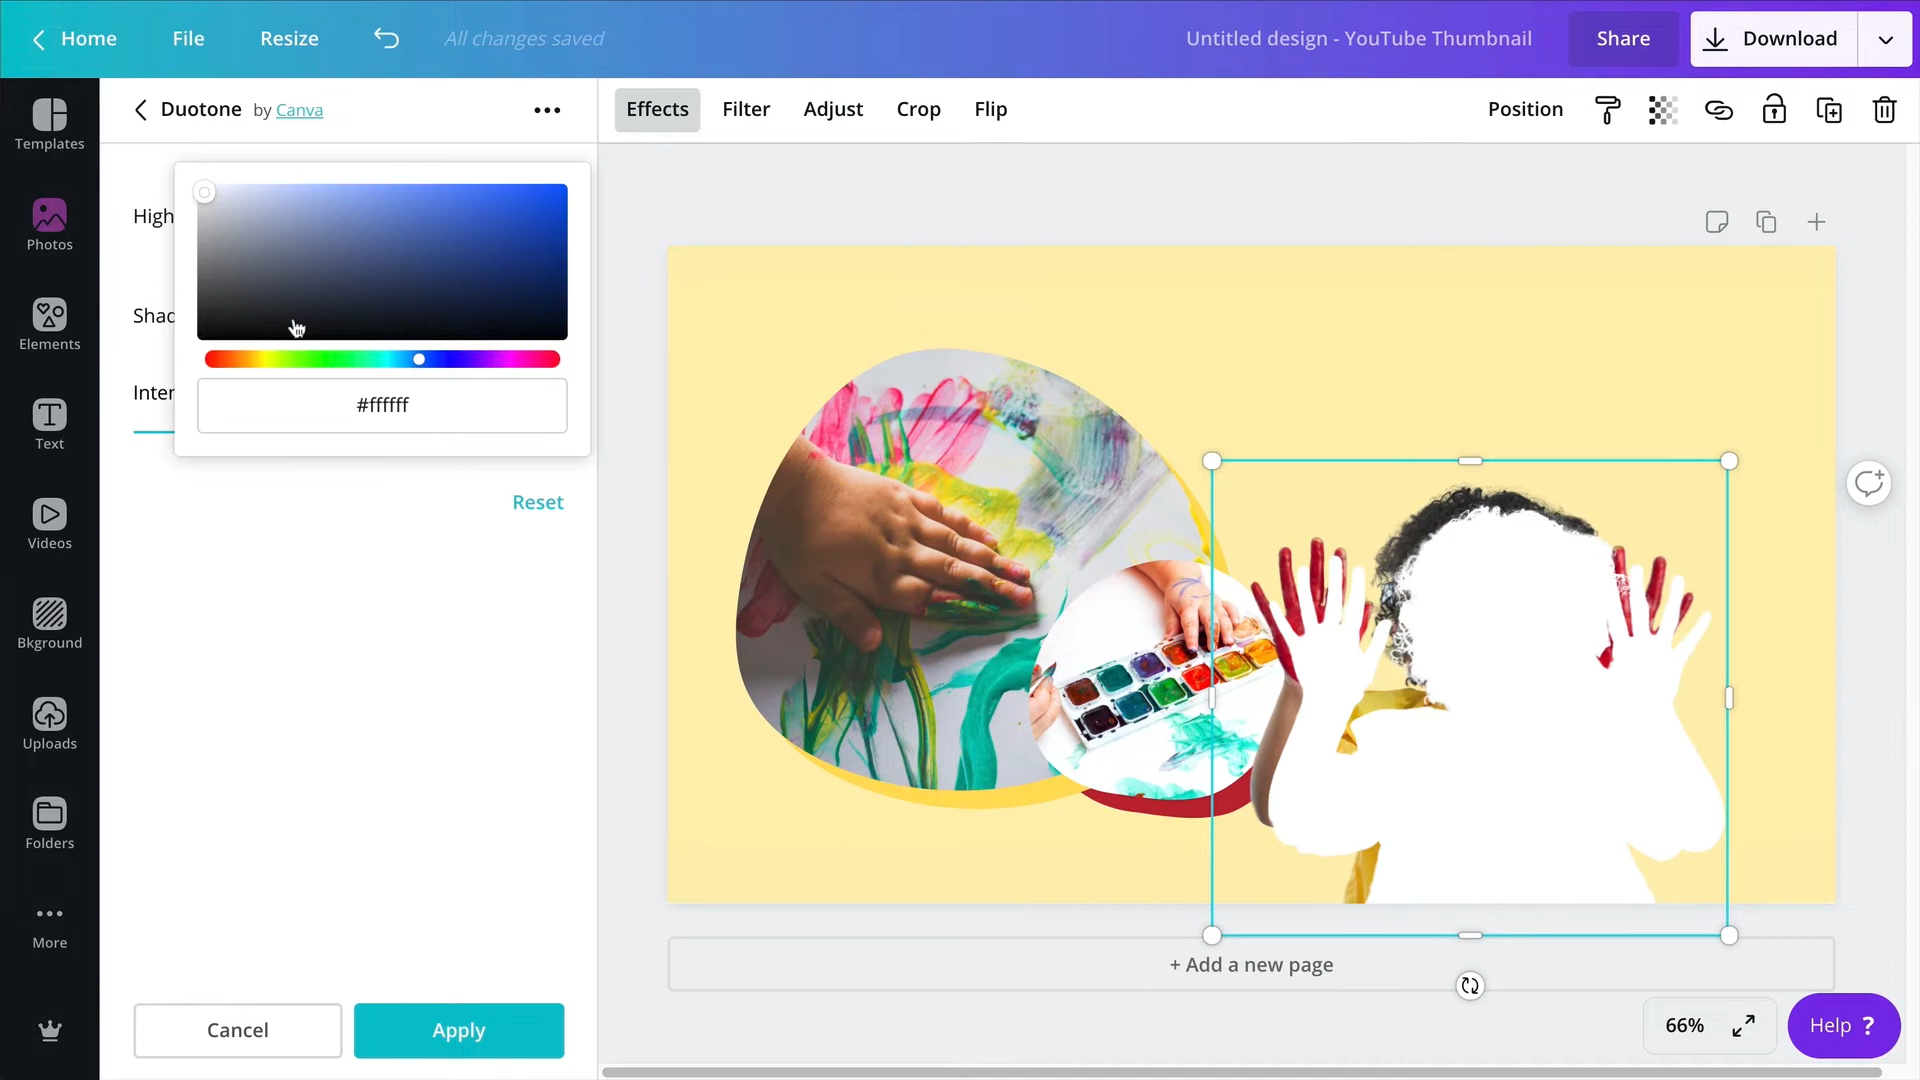 Home File Resize All changes saved Untitled design - YouTube Thumbnail Share Download
Duotone by Canva
Effects Filter Adjust Crop Flip Position
Templates
Photos
Elements
Text
Videos
Bkground
Uploads
Folders
More
High
Shad
Inten
#ffffff
Reset
Cancel Apply
+ Add a new page
66%
Help ?